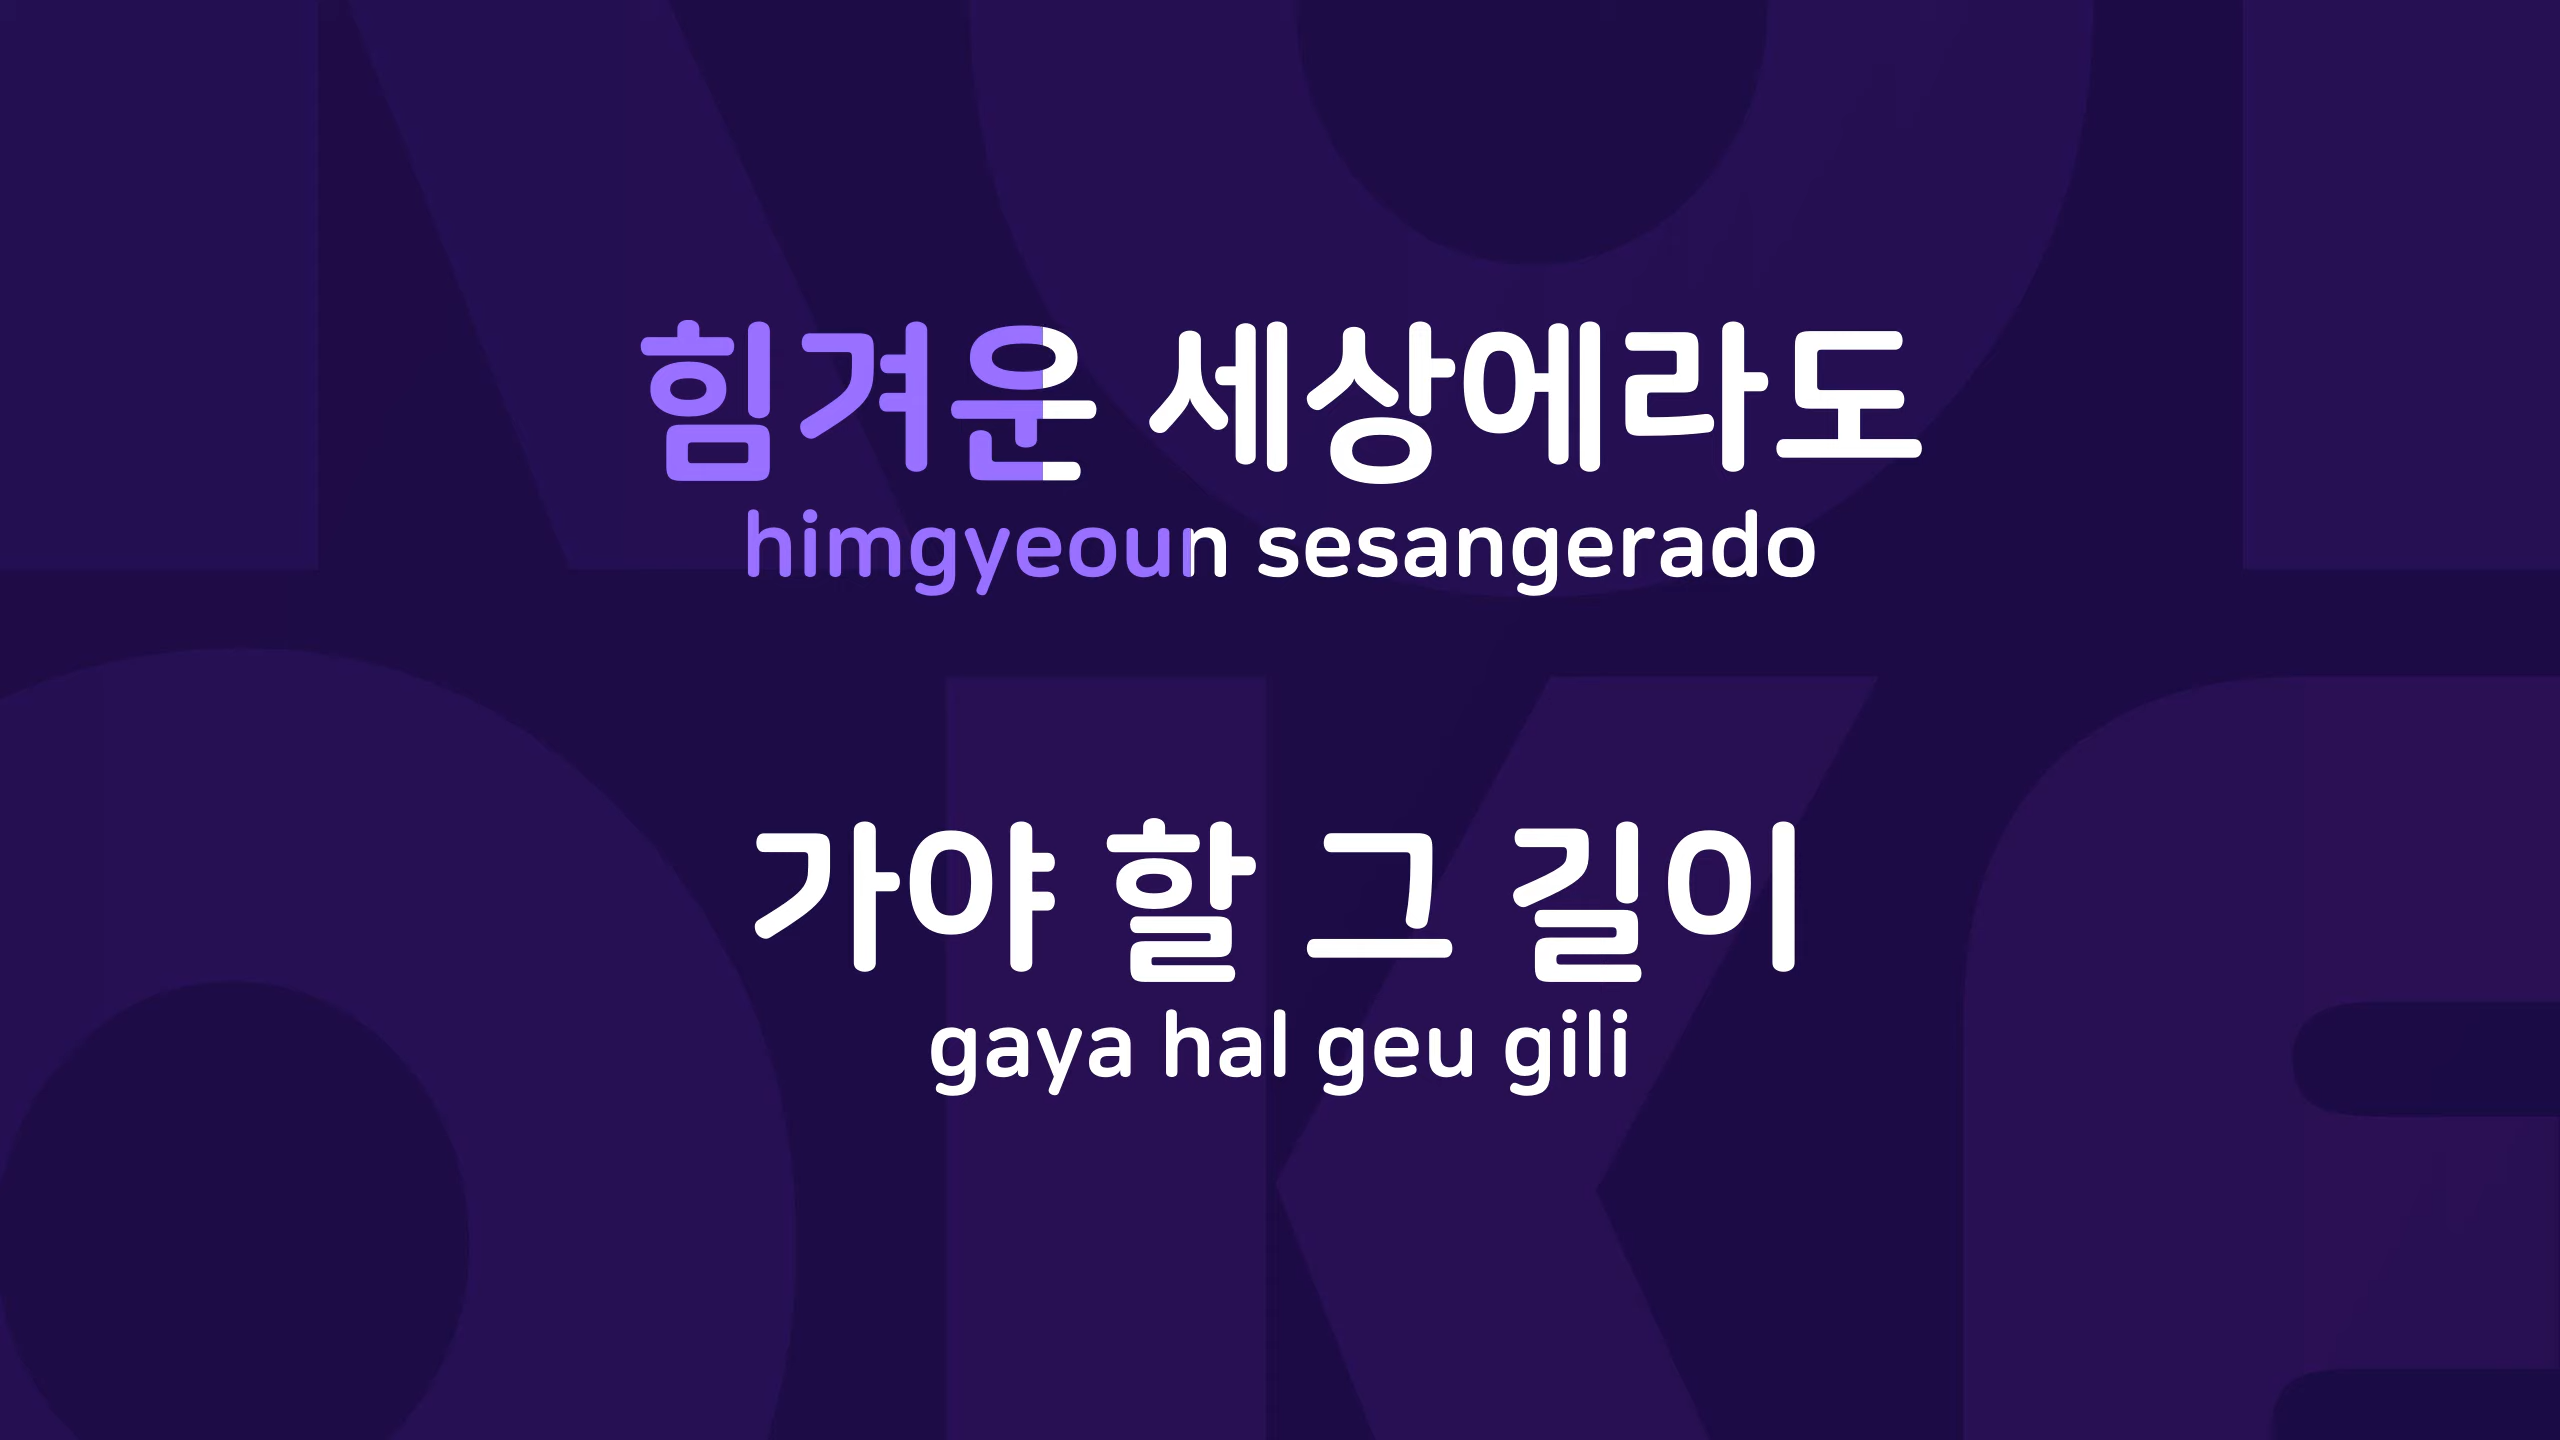 힘겨운 세상에라도
himgyeoun sesangerado
가야 할 그 길이
gaya hal geu gili